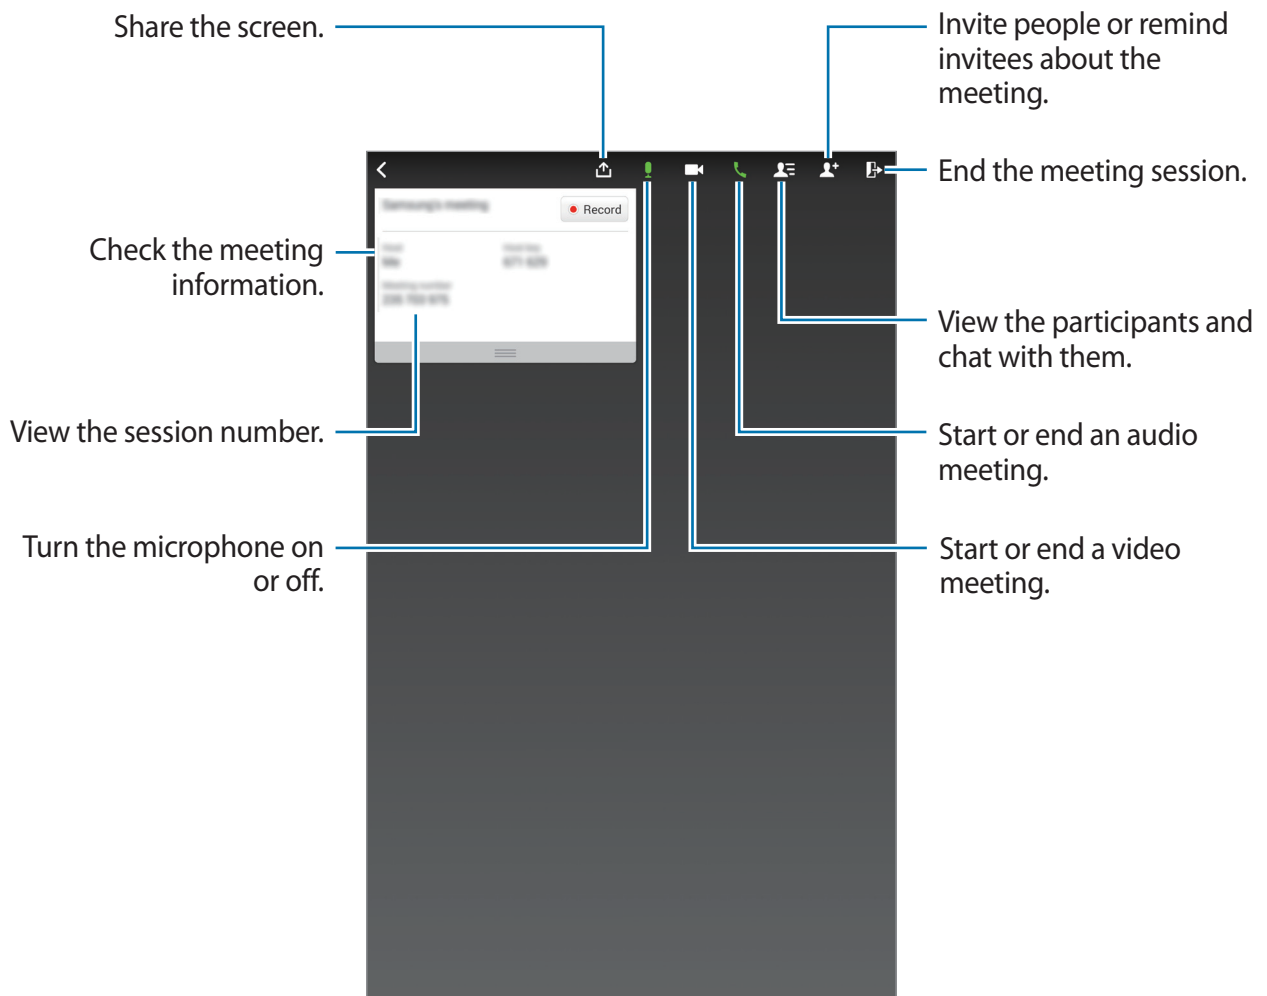 Share the screen.
Invite people or remind
invitees about the
meeting.
End the meeting session.
Record
Check the meeting
information.
View the participants and
chat with them.
View the session number.
Start or end an audio
meeting.
Turn the microphone on
or off.
Start or end a video
meeting.